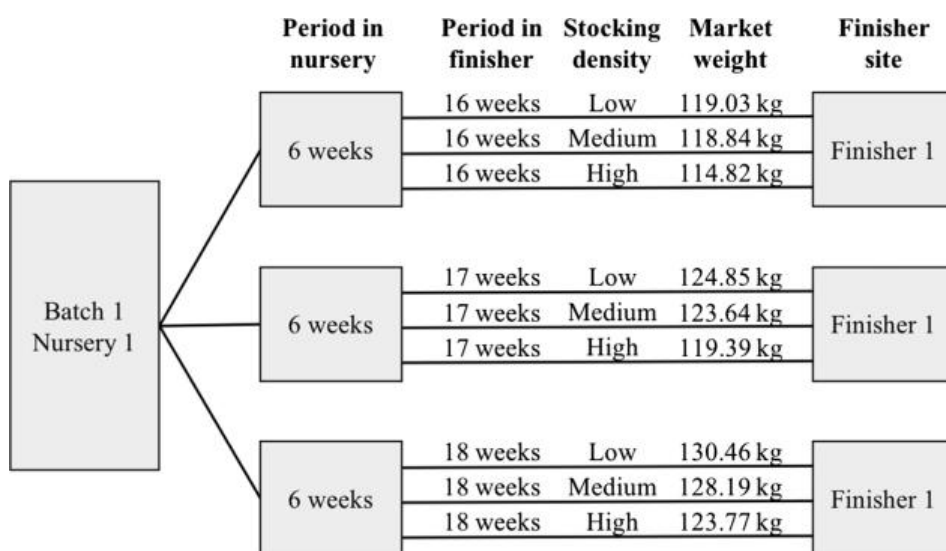 Period in nursery Period in finisher Stocking density Market weight Finisher site
16 weeks Low 119.03 kg
6 weeks 16 weeks Medium 118.84 kg Finisher 1
16 weeks High 114.82 kg
Batch 1
Nursery 1
17 weeks Low 124.85 kg
6 weeks 17 weeks Medium 123.64 kg Finisher 1
17 weeks High 119.39 kg
18 weeks Low 130.46 kg
6 weeks 18 weeks Medium 128.19 kg Finisher 1
18 weeks High 123.77 kg